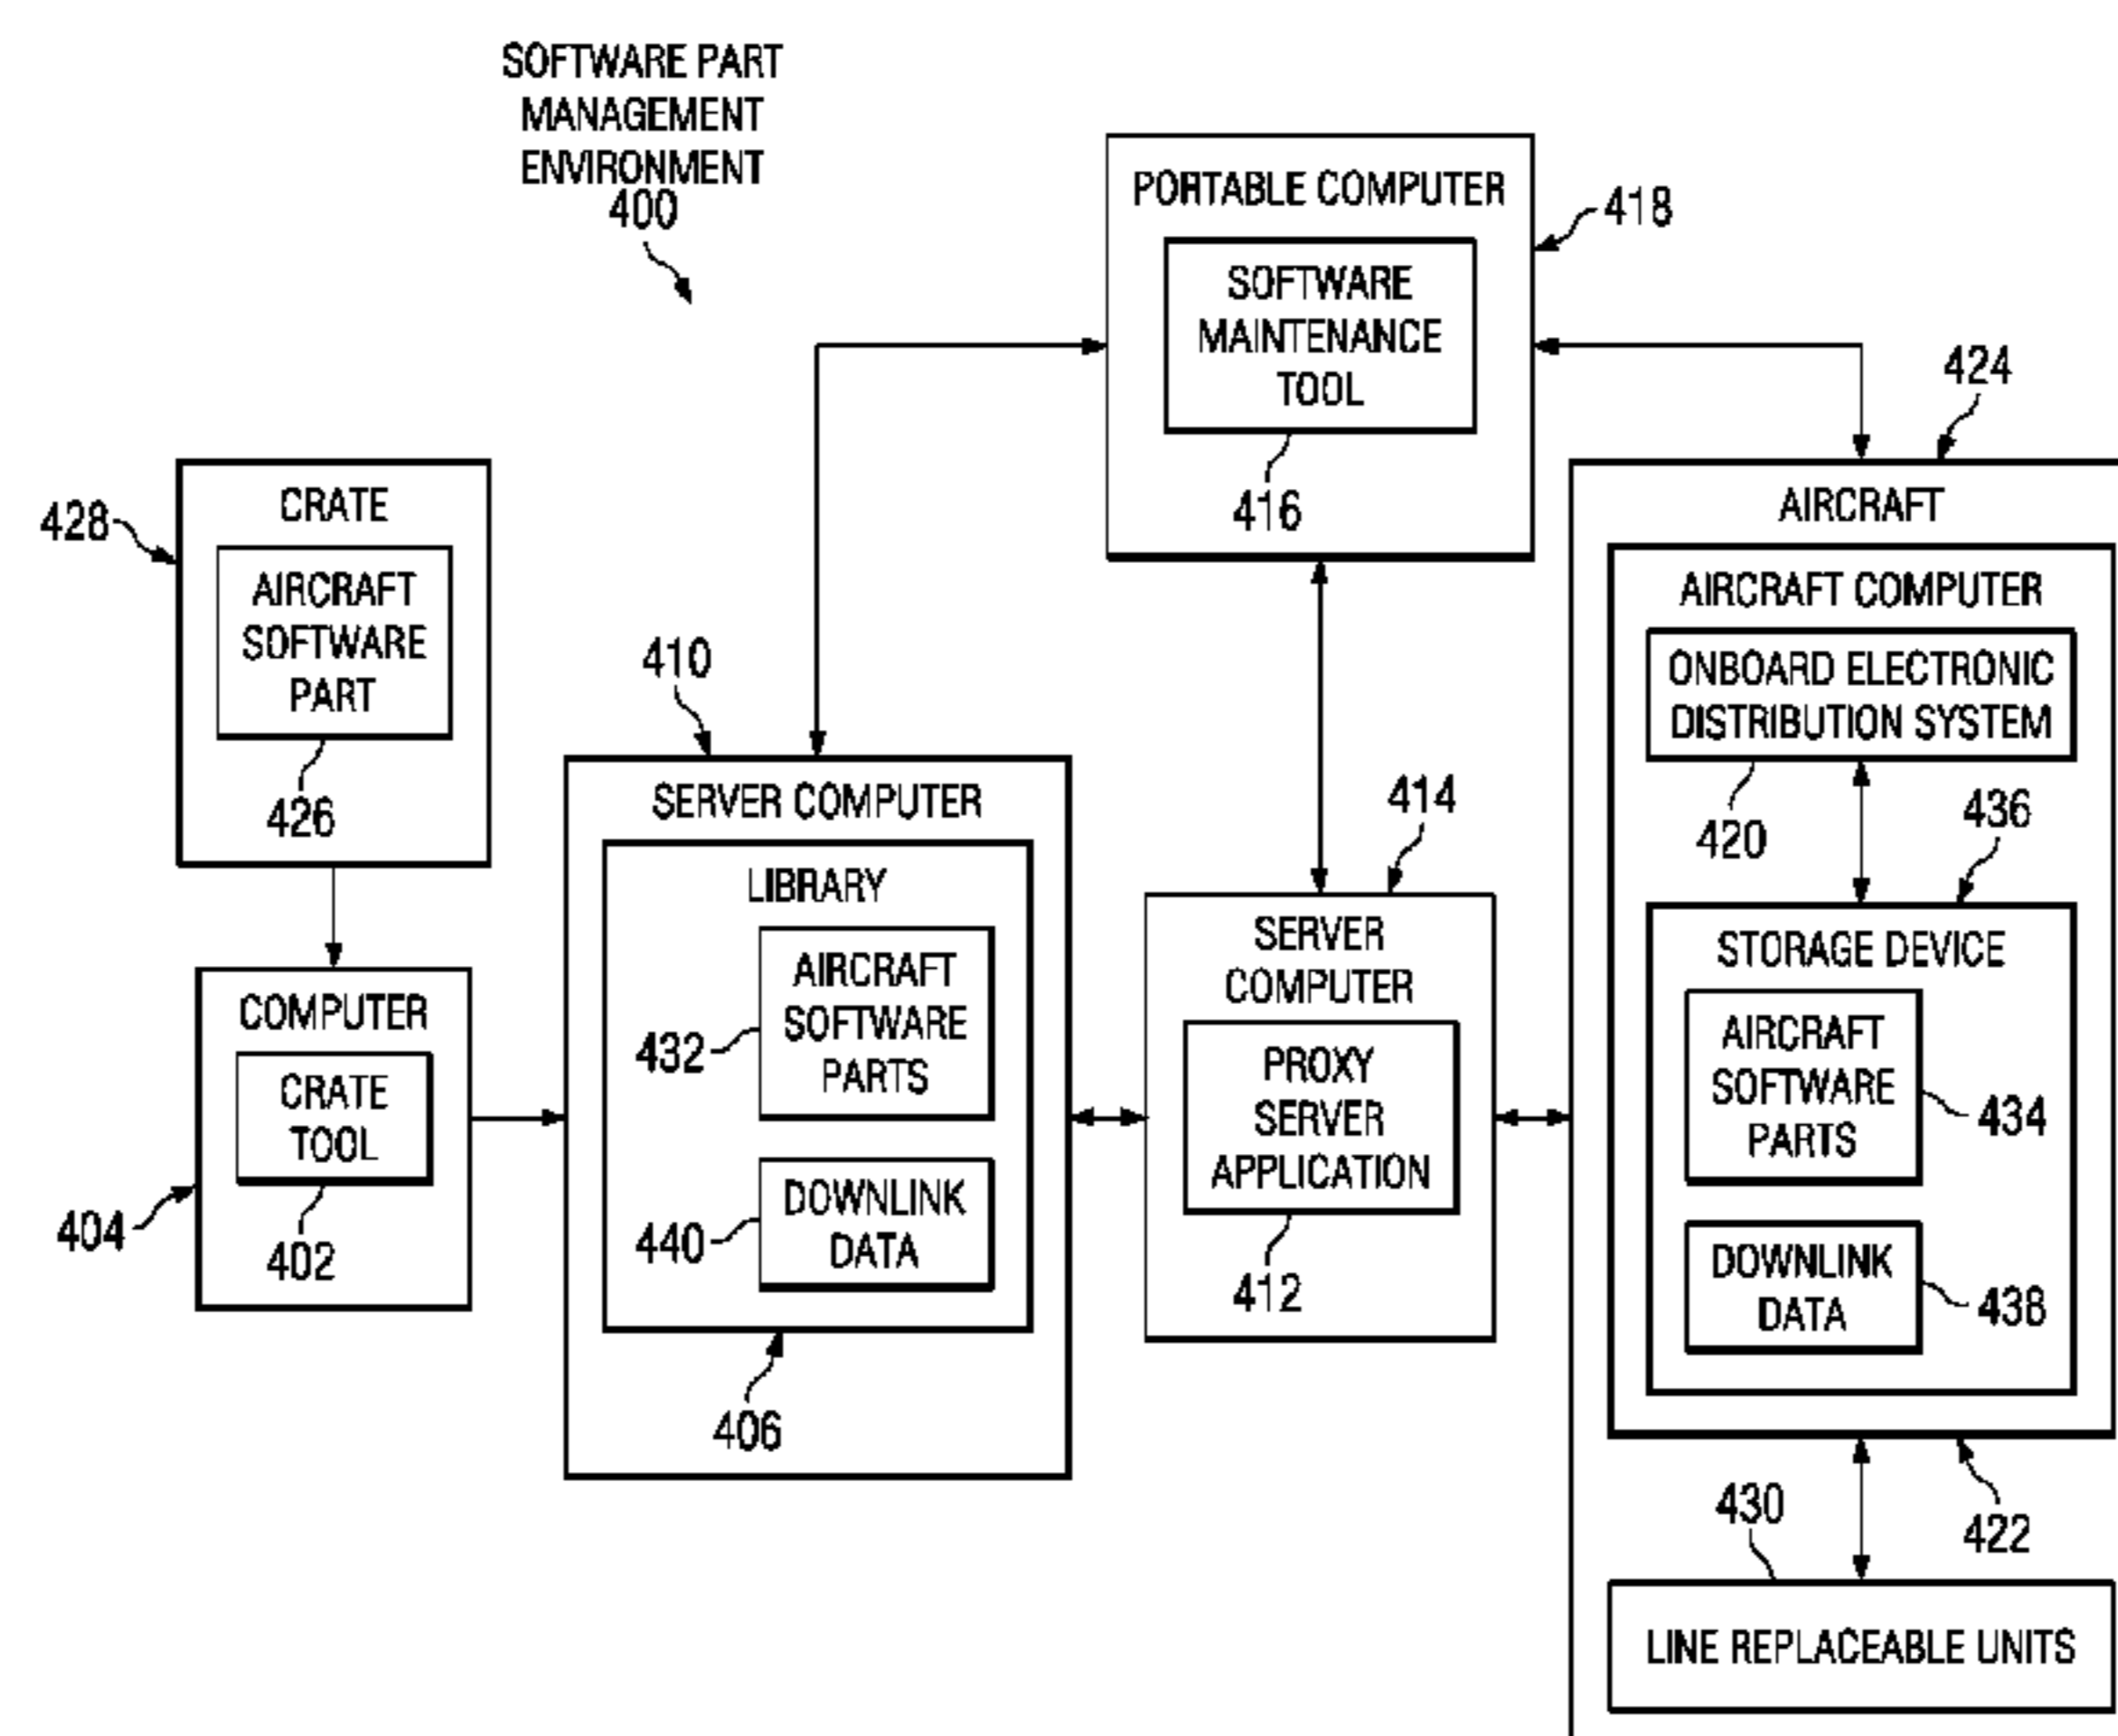 SOFTWARE PART
MANAGEMENT
ENVIRONMENT
400
PORTABLE COMPUTER
418
SOFTWARE
MAINTENANCE
TOOL
416
424
AIRCRAFT
428
CRATE
AIRCRAFT
SOFTWARE
PART
426
AIRCRAFT COMPUTER
ONBOARD ELECTRONIC
DISTRIBUTION SYSTEM
420
436
410
SERVER COMPUTER
LIBRARY
AIRCRAFT
SOFTWARE
PARTS
432
DOWNLINK
DATA
440
406
414
SERVER
COMPUTER
PROXY
SERVER
APPLICATION
412
STORAGE DEVICE
AIRCRAFT
SOFTWARE
PARTS
434
DOWNLINK
DATA
438
COMPUTER
CRATE
TOOL
404
402
430
422
LINE REPLACEABLE UNITS